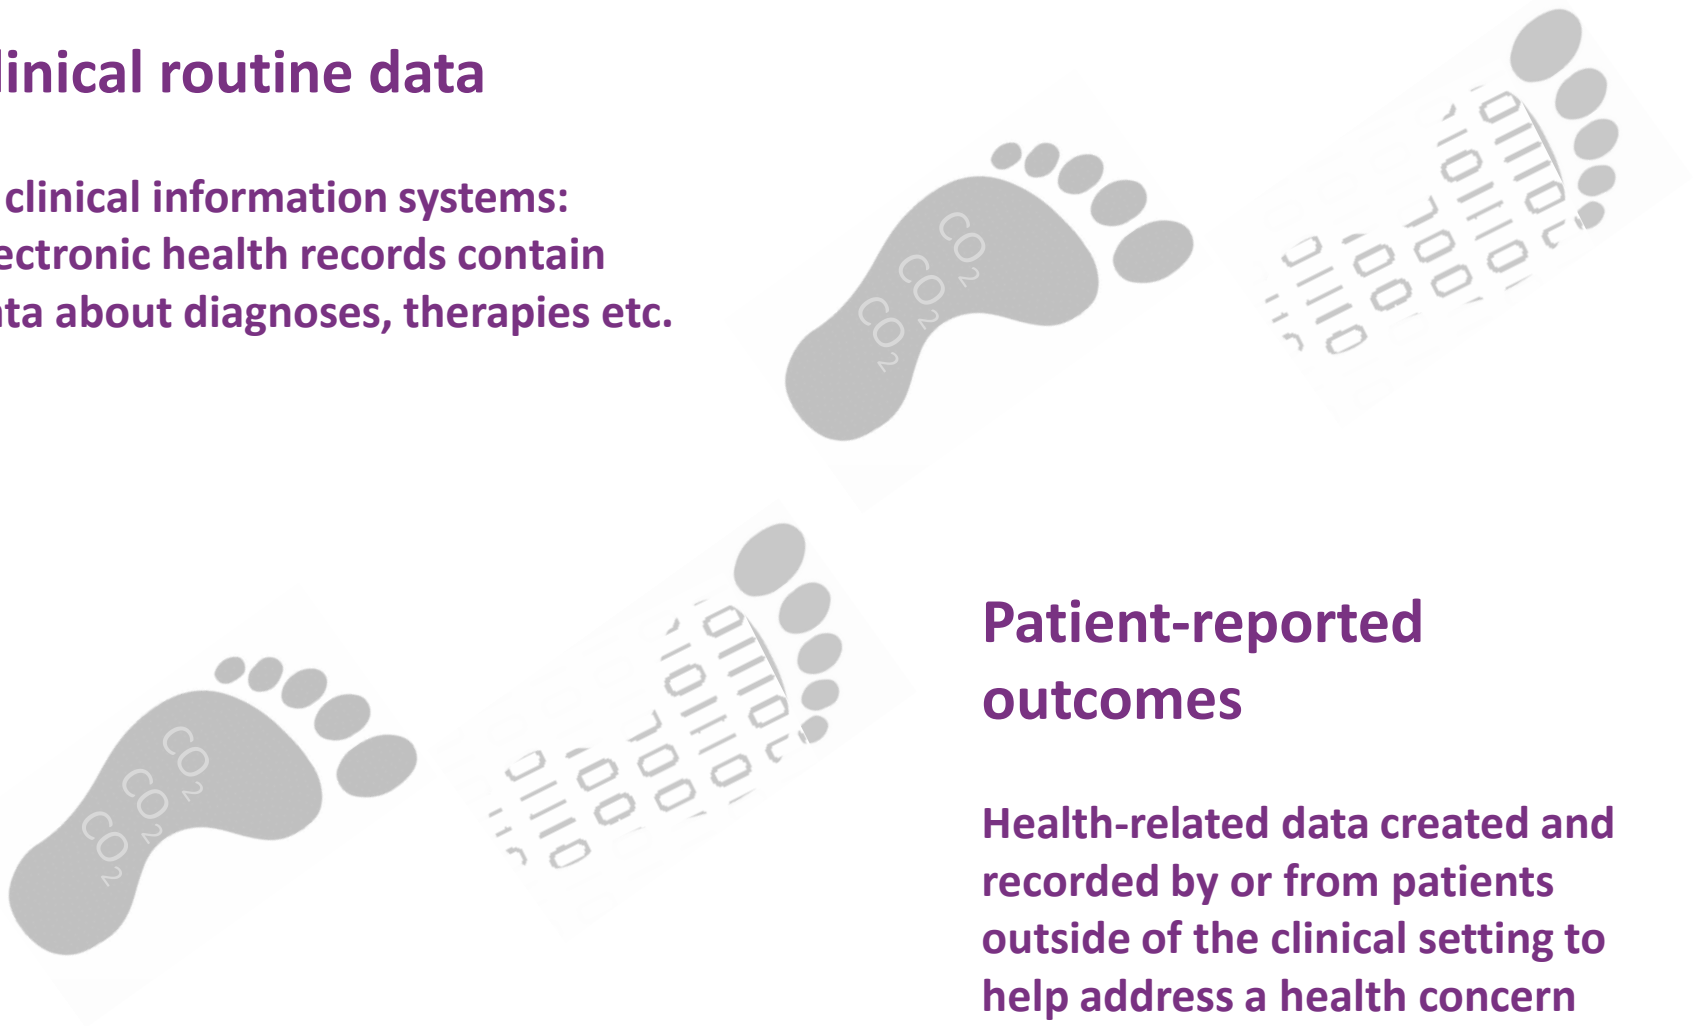 linical routine data
clinical information systems:
ectronic health records contain
ta about diagnoses, therapies etc.
CO2
CO2
CO2
Patient-reported
outcomes
Health-related data created and
recorded by or from patients
outside of the clinical setting to
help address a health concern
CO2
CO2
CO2